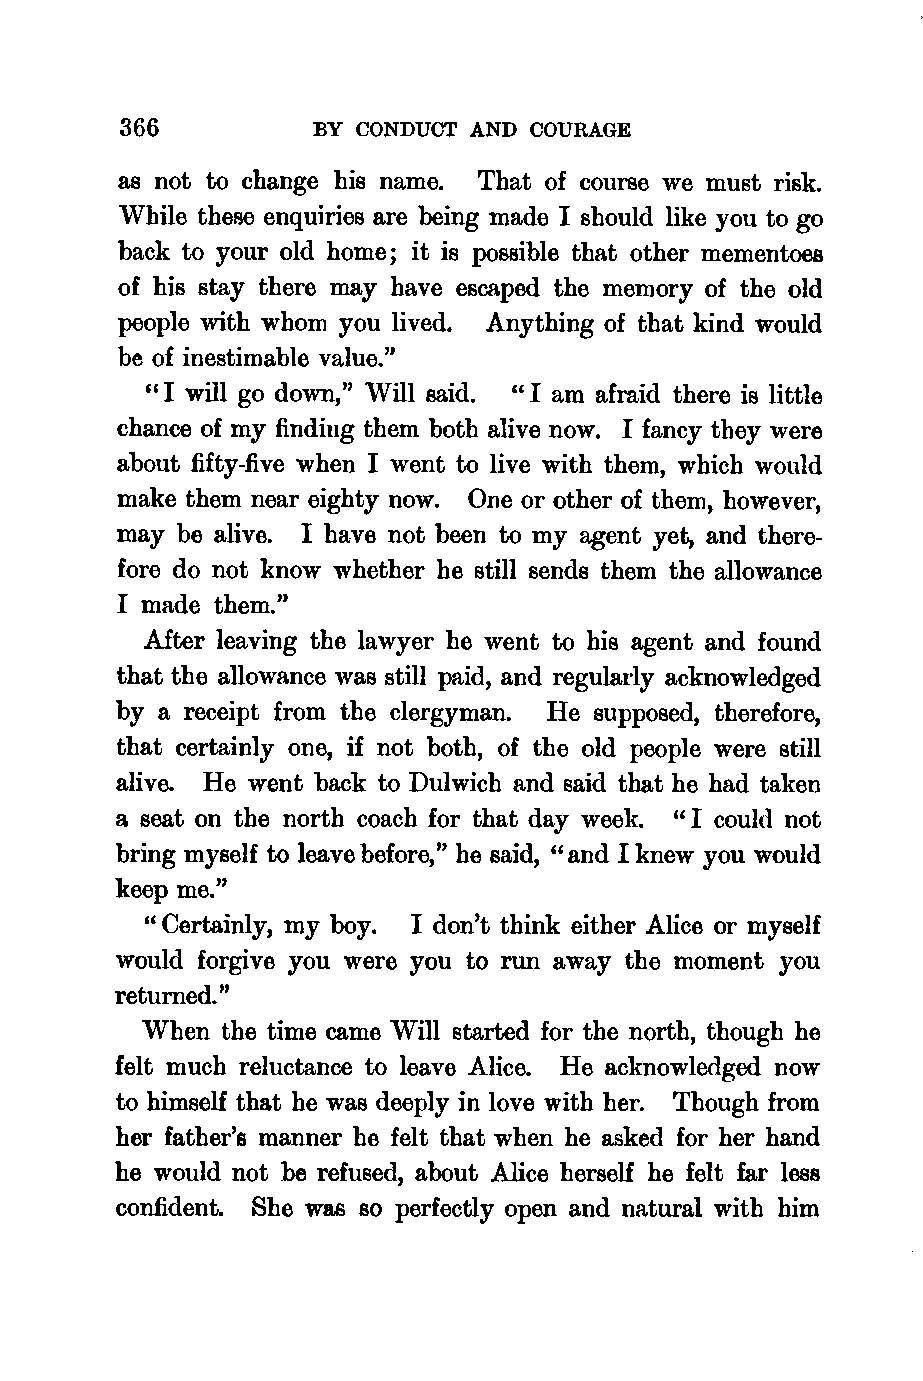 366 BY CONDUCT AND COURAGE
as not to change his name. That of course we must risk.
While these enquiries are being made I should like you to go
back to your old home; it is possible that other mementoes
of his stay there may have escaped the memory of the old
people with whom you lived. Anything of that kind would
be of inestimable value."
"I will go down," Will said. "I am afraid there is little
chance of my finding them both alive now. I fancy they were
about fifty-five when I went to live with them, which would
make them near eighty now. One or other of them, however,
may be alive. I have not been to my agent yet, and there-
fore do not know whether he still sends them the allowance
I made them."
After leaving the lawyer he went to his agent and found
that the allowance was still paid, and regularly acknowledged
by a receipt from the clergyman. He supposed, therefore,
that certainly one, if not both, of the old people were still
alive. He went back to Dulwich and said that he had taken
a seat on the north coach for that day week. "I could not
bring myself to leave before," he said, "and I knew you would
keep me."
"Certainly, my boy. I don't think either Alice or myself
would forgive you were you to run away the moment you
returned."
When the time came Will started for the north, though he
felt much reluctance to leave Alice. He acknowledged now
to himself that he was deeply in love with her. Though from
her father's manner he felt that when he asked for her hand
he would not be refused, about Alice herself he felt far less
confident. She was so perfectly open and natural with him